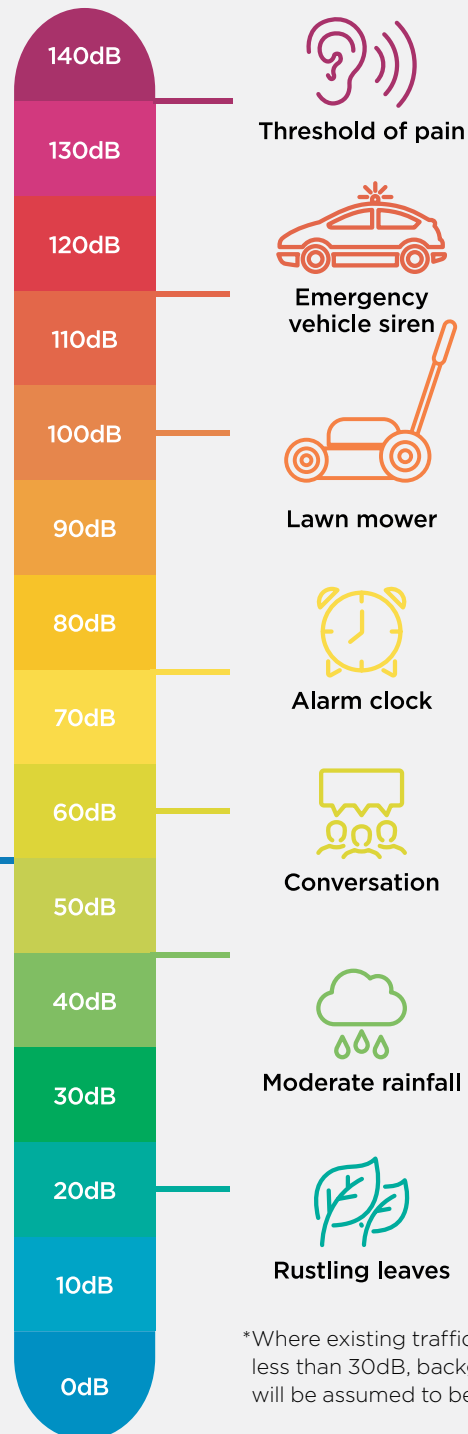 140dB
Threshold of pain
130dB
120dB
Emergency
vehicle siren
110dB
100dB
Lawn mower
90dB
80dB
Alarm clock
70dB
60dB
Conversation
50dB
40dB
Moderate rainfall
30dB
20dB
Rustling leaves
10dB
0dB
*Where existing traffic
less than 30dB,
will be assumed to be